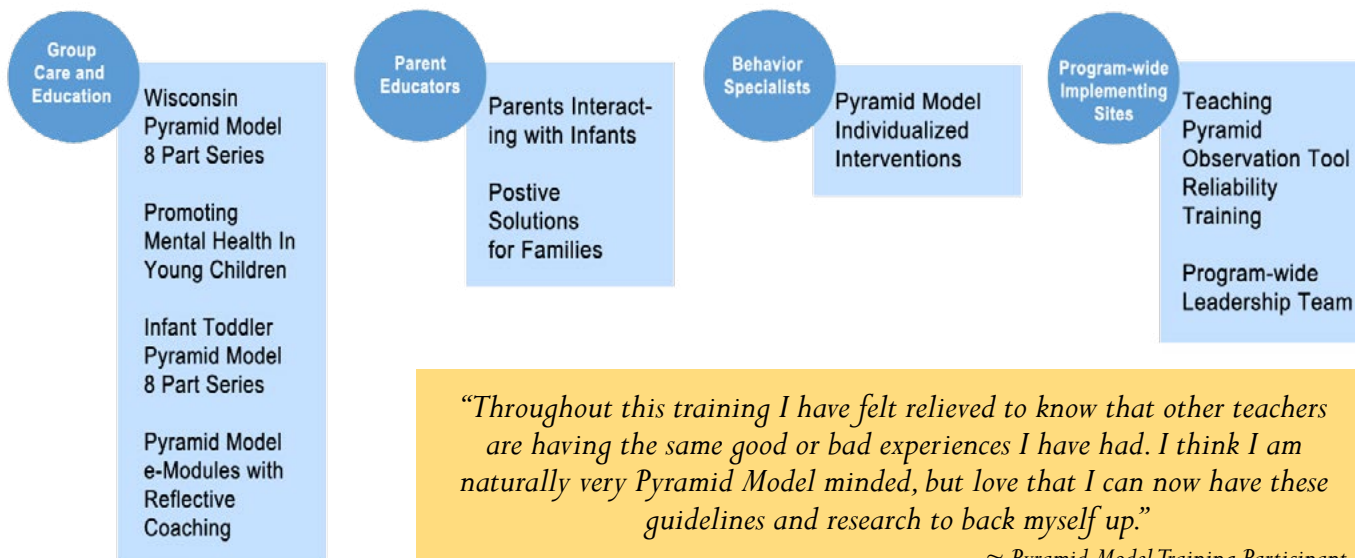 Group
Care and
Education
Wisconsin
Pyramid Model
8 Part Series
Promoting
Mental Health In
Young Children
Infant Toddler
Pyramid Model
8 Part Series
Pyramid Model
e-Modules with
Reflective
Coaching
Parent
Educators
Parents Interact-
ing with Infants
Postive
Solutions
for Families
Behavior
Specialists
Pyramid Model
Individualized
Interventions
Program-wide
Implementing
Sites
Teaching
Pyramid
Observation Tool
Reliability
Training
Program-wide
Leadership Team
“Throughout this training I have felt relieved to know that other teachers
are having the same good or bad experiences I have had. I think I am
naturally very Pyramid Model minded, but love that I can now have these
guidelines and research to back myself up.”
~ Pyramid Model Training Participant